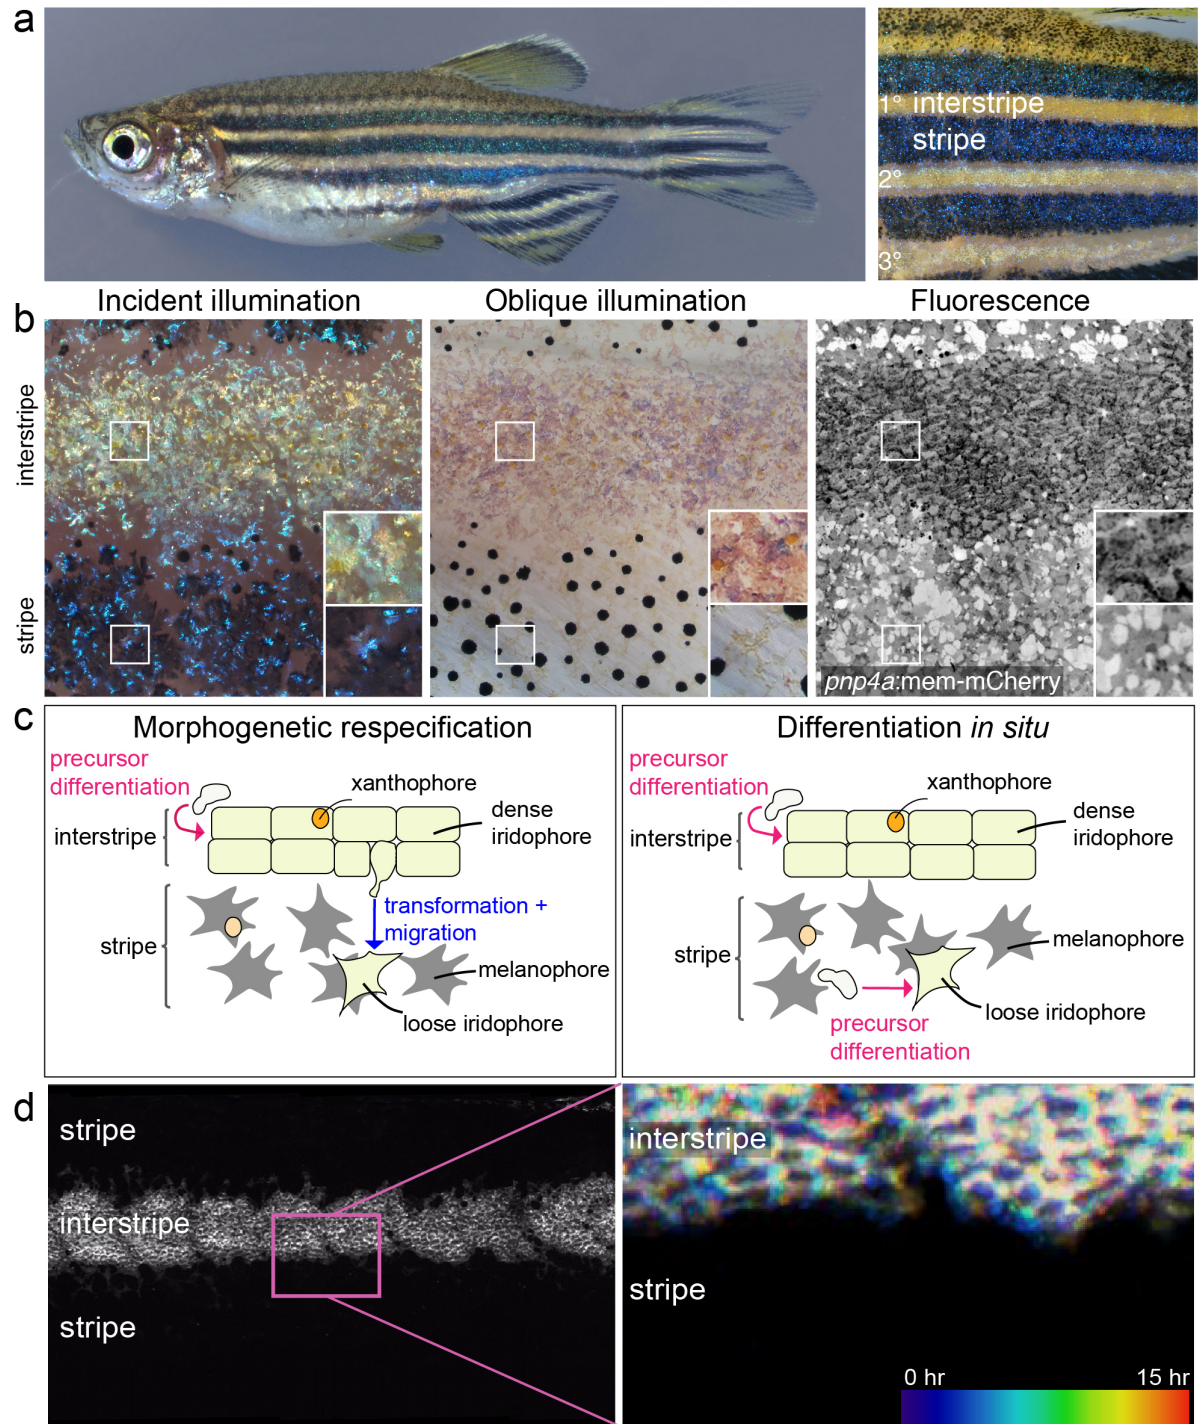 a
1° interstripe
stripe
2°
3°
Incident illumination
Oblique illumination
Fluorescence
b
interstripe
stripe
pnp4a:mem-mCherry
c
Morphogenetic respecification
precursor
differentiation
xanthophore
interstripe
dense
iridophore
transformation +
migration
stripe
melanophore
loose iridophore
Differentiation in situ
precursor
differentiation
xanthophore
interstripe
dense
iridophore
stripe
melanophore
loose iridophore
precursor
differentiation
d
stripe
interstripe
stripe
interstripe
stripe
0 hr
15 hr